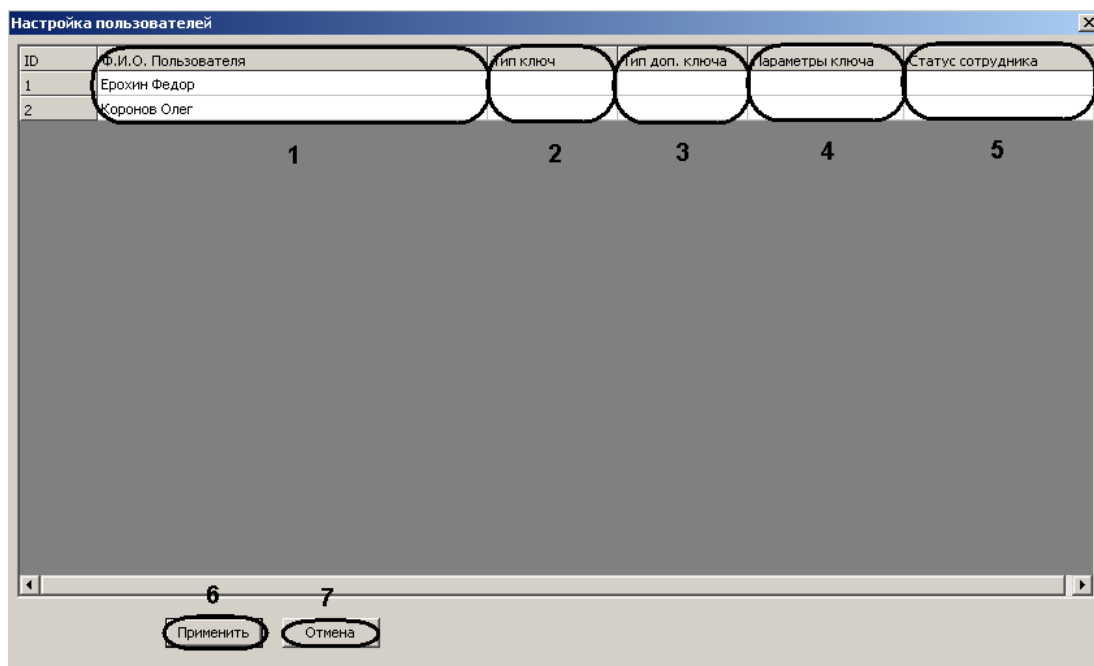 Настройка пользователей
ID Ф.И.О. Пользователя Тип ключ Тип доп. ключа Параметры ключа Статус сотрудника
1 Ерохин Федор
2 Коронов Олег
1 2 3 4 5
6 7
Применить Отмена